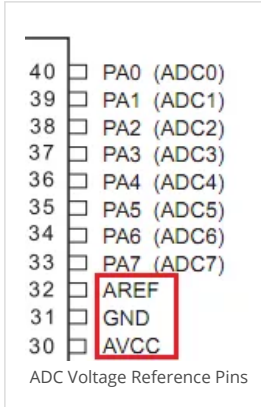 40 PA0 (ADC0)
39 PA1 (ADC1)
38 PA2 (ADC2)
37 PA3 (ADC3)
36 PA4 (ADC4)
35 PA5 (ADC5)
34 PA6 (ADC6)
33 PA7 (ADC7)
32 AREF
31 GND
30 AVCC
ADC Voltage Reference Pins